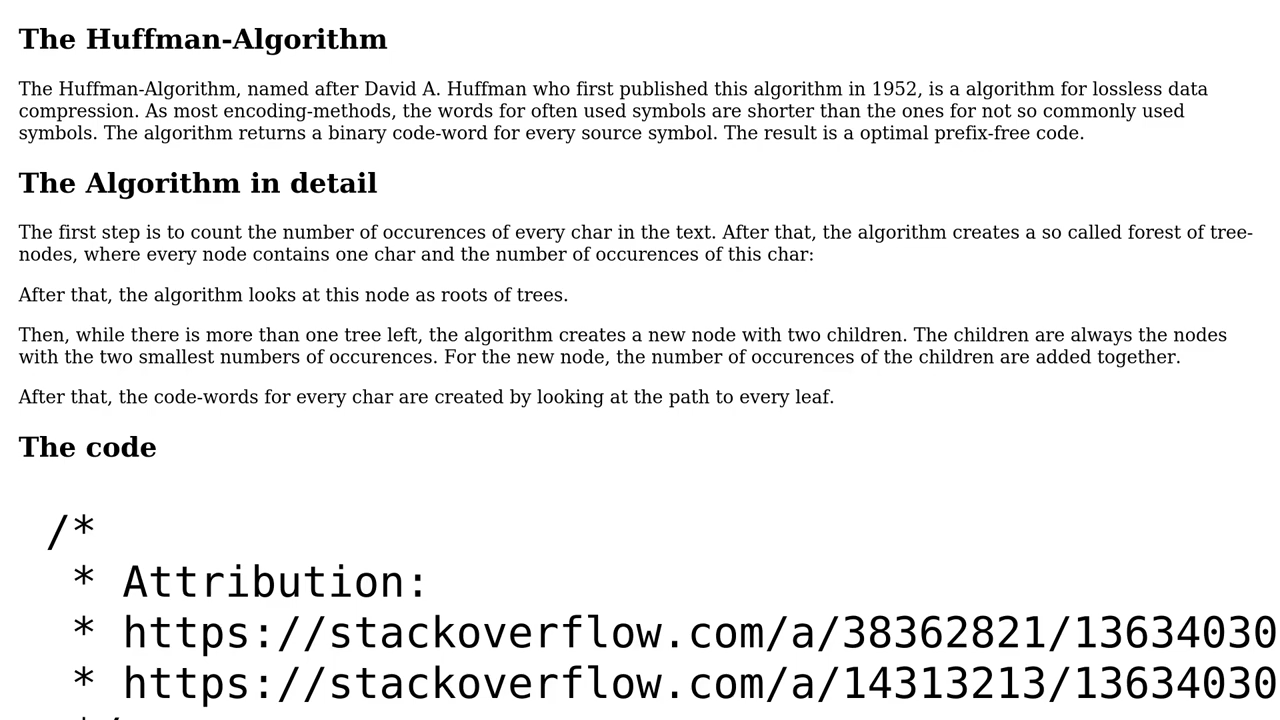 The Huffman-Algorithm
The Huffman-Algorithm, named after David A. Huffman who first published this algorithm in 1952, is a algorithm for lossless data
compression. As most encoding-methods, the words for often used symbols are shorter than the ones for not so commonly used
symbols. The algorithm returns a binary code-word for every source symbol. The result is a optimal prefix-free code.
The Algorithm in detail
The first step is to count the number of occurences of every char in the text. After that, the algorithm creates a so called forest of tree-
nodes, where every node contains one char and the number of occurences of this char:
After that, the algorithm looks at this node as roots of trees.
Then, while there is more than one tree left, the algorithm creates a new node with two children. The children are always the nodes
with the two smallest numbers of occurences. For the new node, the number of occurences of the children are added together.
After that, the code-words for every char are created by looking at the path to every leaf.
The code
/*
* Attribution:
* https://stackoverflow.com/a/38362821/13634030
* https://stackoverflow.com/a/14313213/13634030